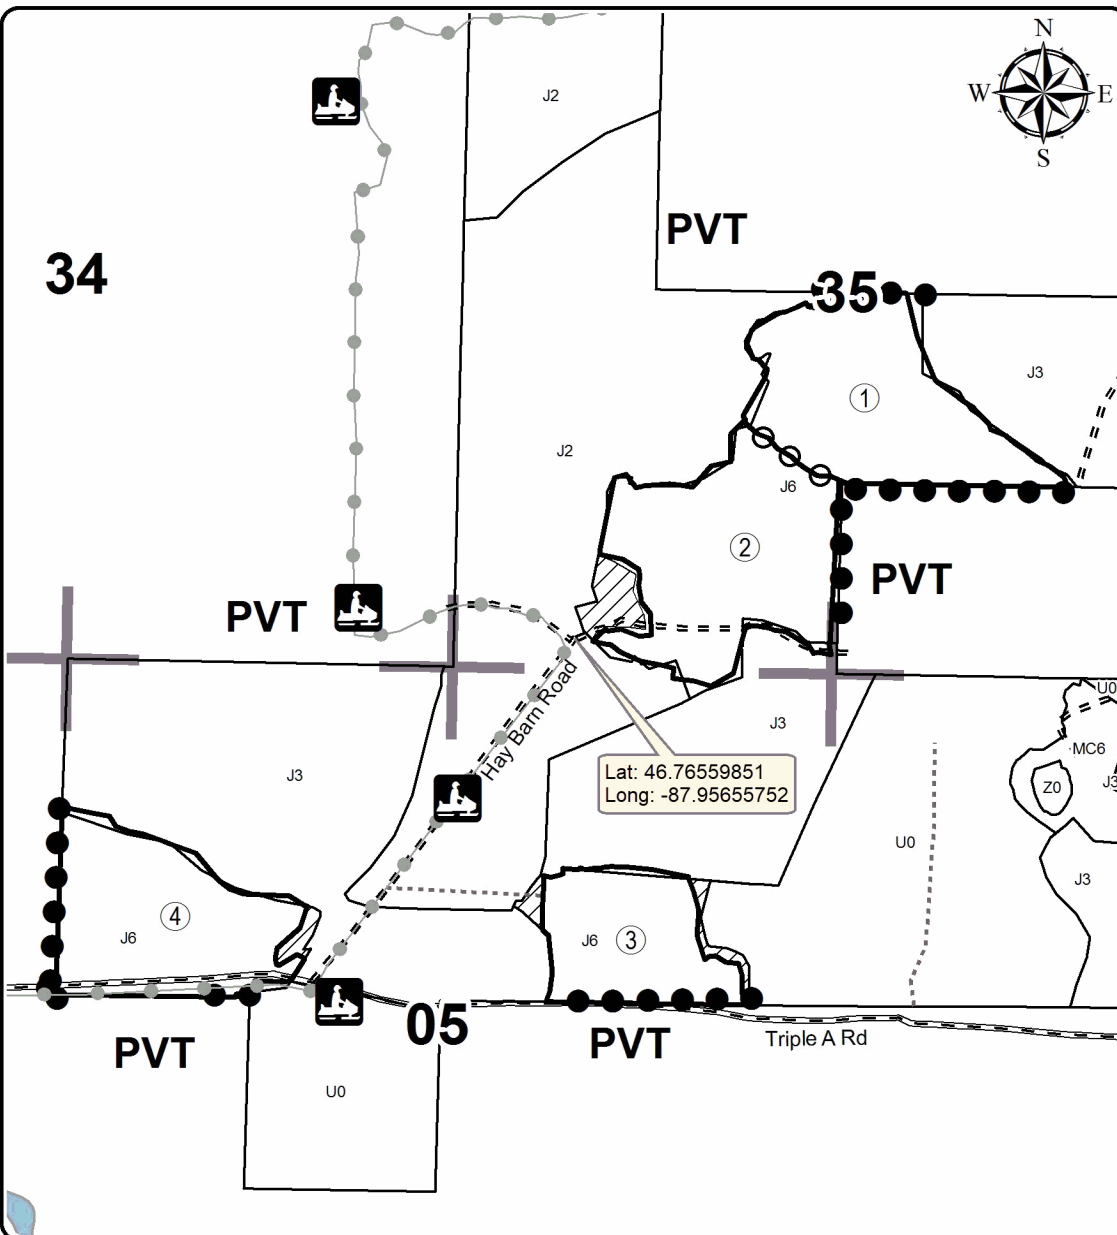 N
W
E
S
J2
PVT
34
35
J3
1
J2
J6
2
PVT
PVT
Hay Barn Road
J3
U0
MC6
J3
Z0
J3
Lat: 46.76559851
Long: -87.95655752
U0
J3
4
J6
J6
3
05
PVT
PVT
Triple A Rd
U0